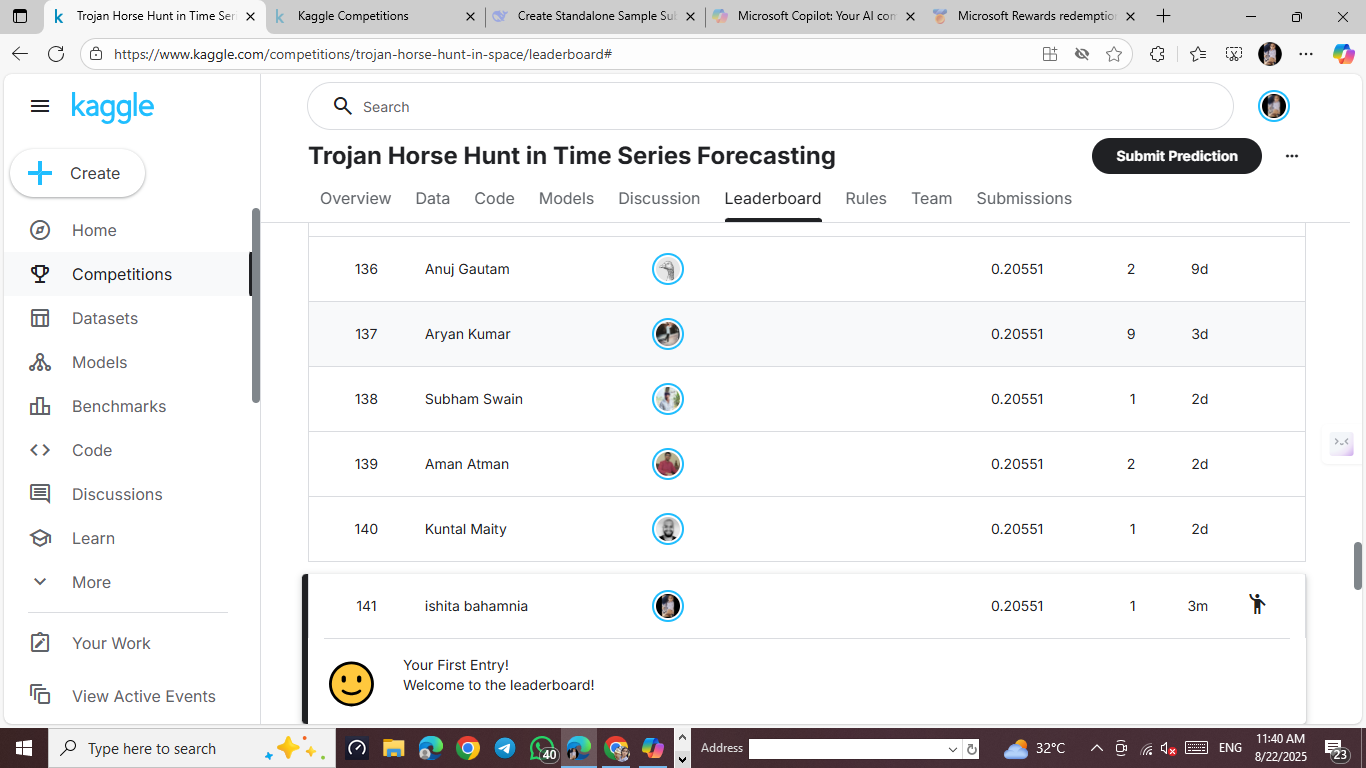 Trojan Horse Hunt in Time Seri
Kaggle Competitions
Create Standalone Sample Sub
Microsoft Copilot: Your AI com
Microsoft Rewards redemptio
https://www.kaggle.com/competitions/trojan-horse-hunt-in-space/leaderboard#
kaggle
Search
Trojan Horse Hunt in Time Series Forecasting
Submit Prediction
Create
Overview Data Code Models Discussion Leaderboard Rules Team Submissions
Home
Competitions
Datasets
Models
Benchmarks
Code
Discussions
Learn
More
Your Work
View Active Events
136 Anuj Gautam 0.20551 2 9d
137 Aryan Kumar 0.20551 9 3d
138 Subham Swain 0.20551 1 2d
139 Aman Atman 0.20551 2 2d
140 Kuntal Maity 0.20551 1 2d
141 ishita bahamnia 0.20551 1 3m
Your First Entry!
Welcome to the leaderboard!
Type here to search
40
Address
32°C
ENG
11:40 AM
8/22/2025
23